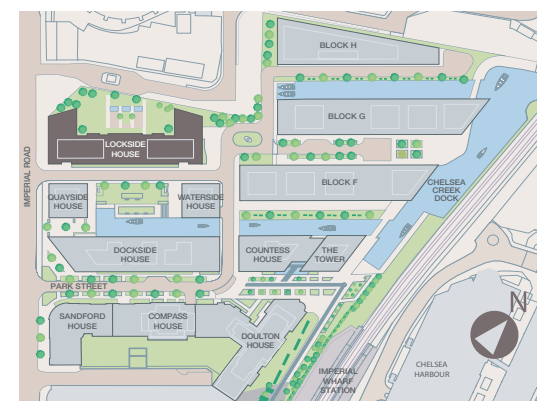 BLOCK H
BLOCK G
LOCKSIDE
HOUSE
IMPERIAL ROAD
BLOCK F
CHELSEA
CREEK
DOCK
QUAYSIDE
HOUSE
WATERSIDE
HOUSE
DOCKSIDE
HOUSE
COUNTESS
HOUSE
THE
TOWER
PARK STREET
N
SANDFORD
HOUSE
COMPASS
HOUSE
DOULTON
HOUSE
IMPERIAL
WHARF
STATION
CHELSEA
HARBOUR